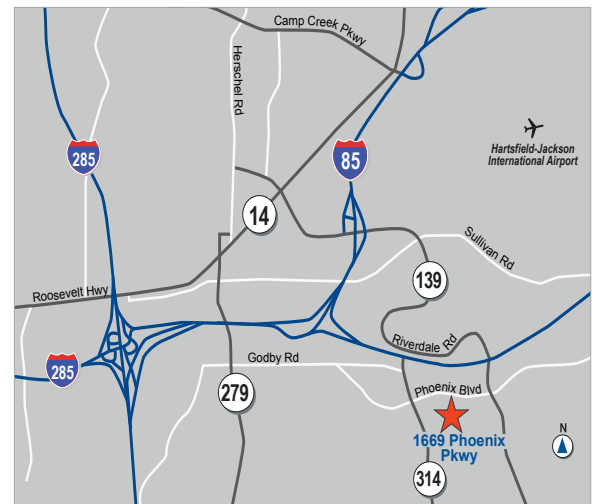 Camp Creek Pkwy
Herschel Rd
285
85
Hartsfield-Jackson
International Airport
14
Sullivan Rd
139
Roosevelt Hwy
Riverdale Rd
Godby Rd
285
279
Phoenix Blvd
1669 Phoenix
Pkwy
N
314